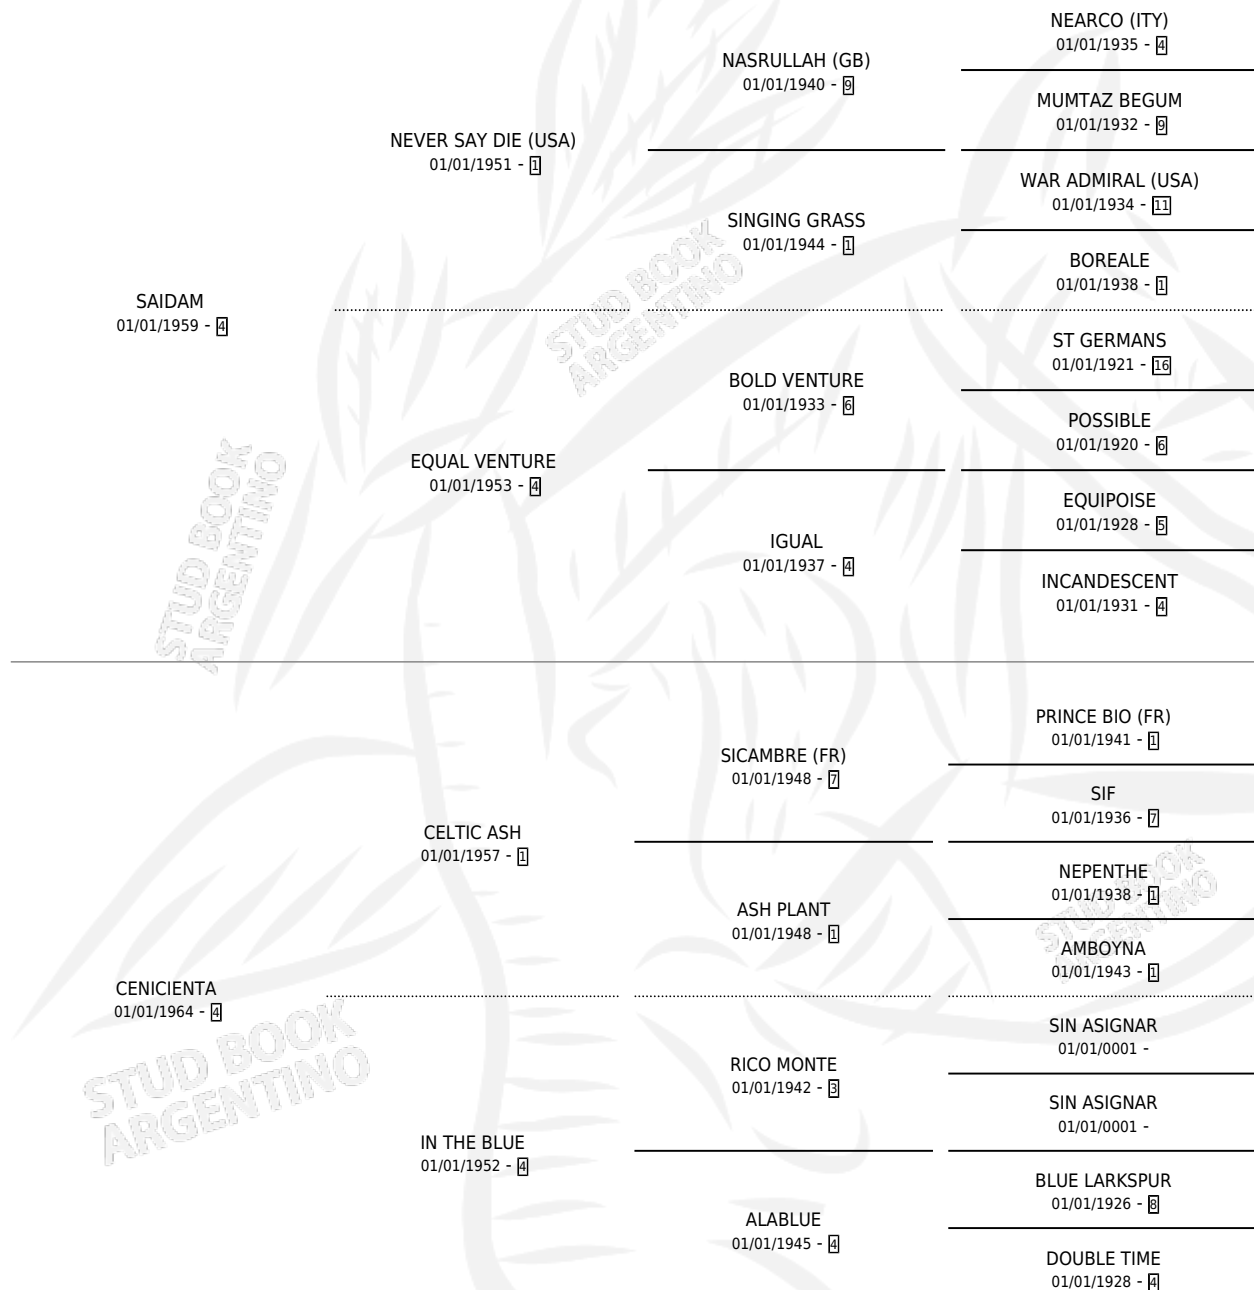 NEARCO (ITY)
01/01/1935 - 4
NASRULLAH (GB)
01/01/1940 - 9
MUMTAZ BEGUM
01/01/1932 - 9
NEVER SAY DIE (USA)
01/01/1951 - 1
WAR ADMIRAL (USA)
01/01/1934 - 11
SINGING GRASS
01/01/1944 - 1
BOREALE
01/01/1938 - 1
SAIDAM
01/01/1959 - 4
ST GERMANS
01/01/1921 - 16
BOLD VENTURE
01/01/1933 - 6
POSSIBLE
01/01/1920 - 6
EQUAL VENTURE
01/01/1953 - 4
EQUIPOISE
01/01/1928 - 5
IGUAL
01/01/1937 - 4
INCANDESCENT
01/01/1931 - 4
STUD BOOK
ARGENTINO
STUD BOOK
ARGENTINO
PRINCE BIO (FR)
01/01/1941 - 1
SICAMBRE (FR)
01/01/1948 - 7
SIF
01/01/1936 - 7
CELTIC ASH
01/01/1957 - 1
NEPENTHE
01/01/1938 - 1
ASH PLANT
01/01/1948 - 1
AMBOYNA
01/01/1943 - 1
CENICIENTA
01/01/1964 - 4
SIN ASIGNAR
01/01/0001 -
RICO MONTE
01/01/1942 - 3
SIN ASIGNAR
01/01/0001 -
IN THE BLUE
01/01/1952 - 4
BLUE LARKSPUR
01/01/1926 - 8
ALABLUE
01/01/1945 - 4
DOUBLE TIME
01/01/1928 - 4
STUD BOOK
ARGENTINO
STUD BOOK
ARGENTINO